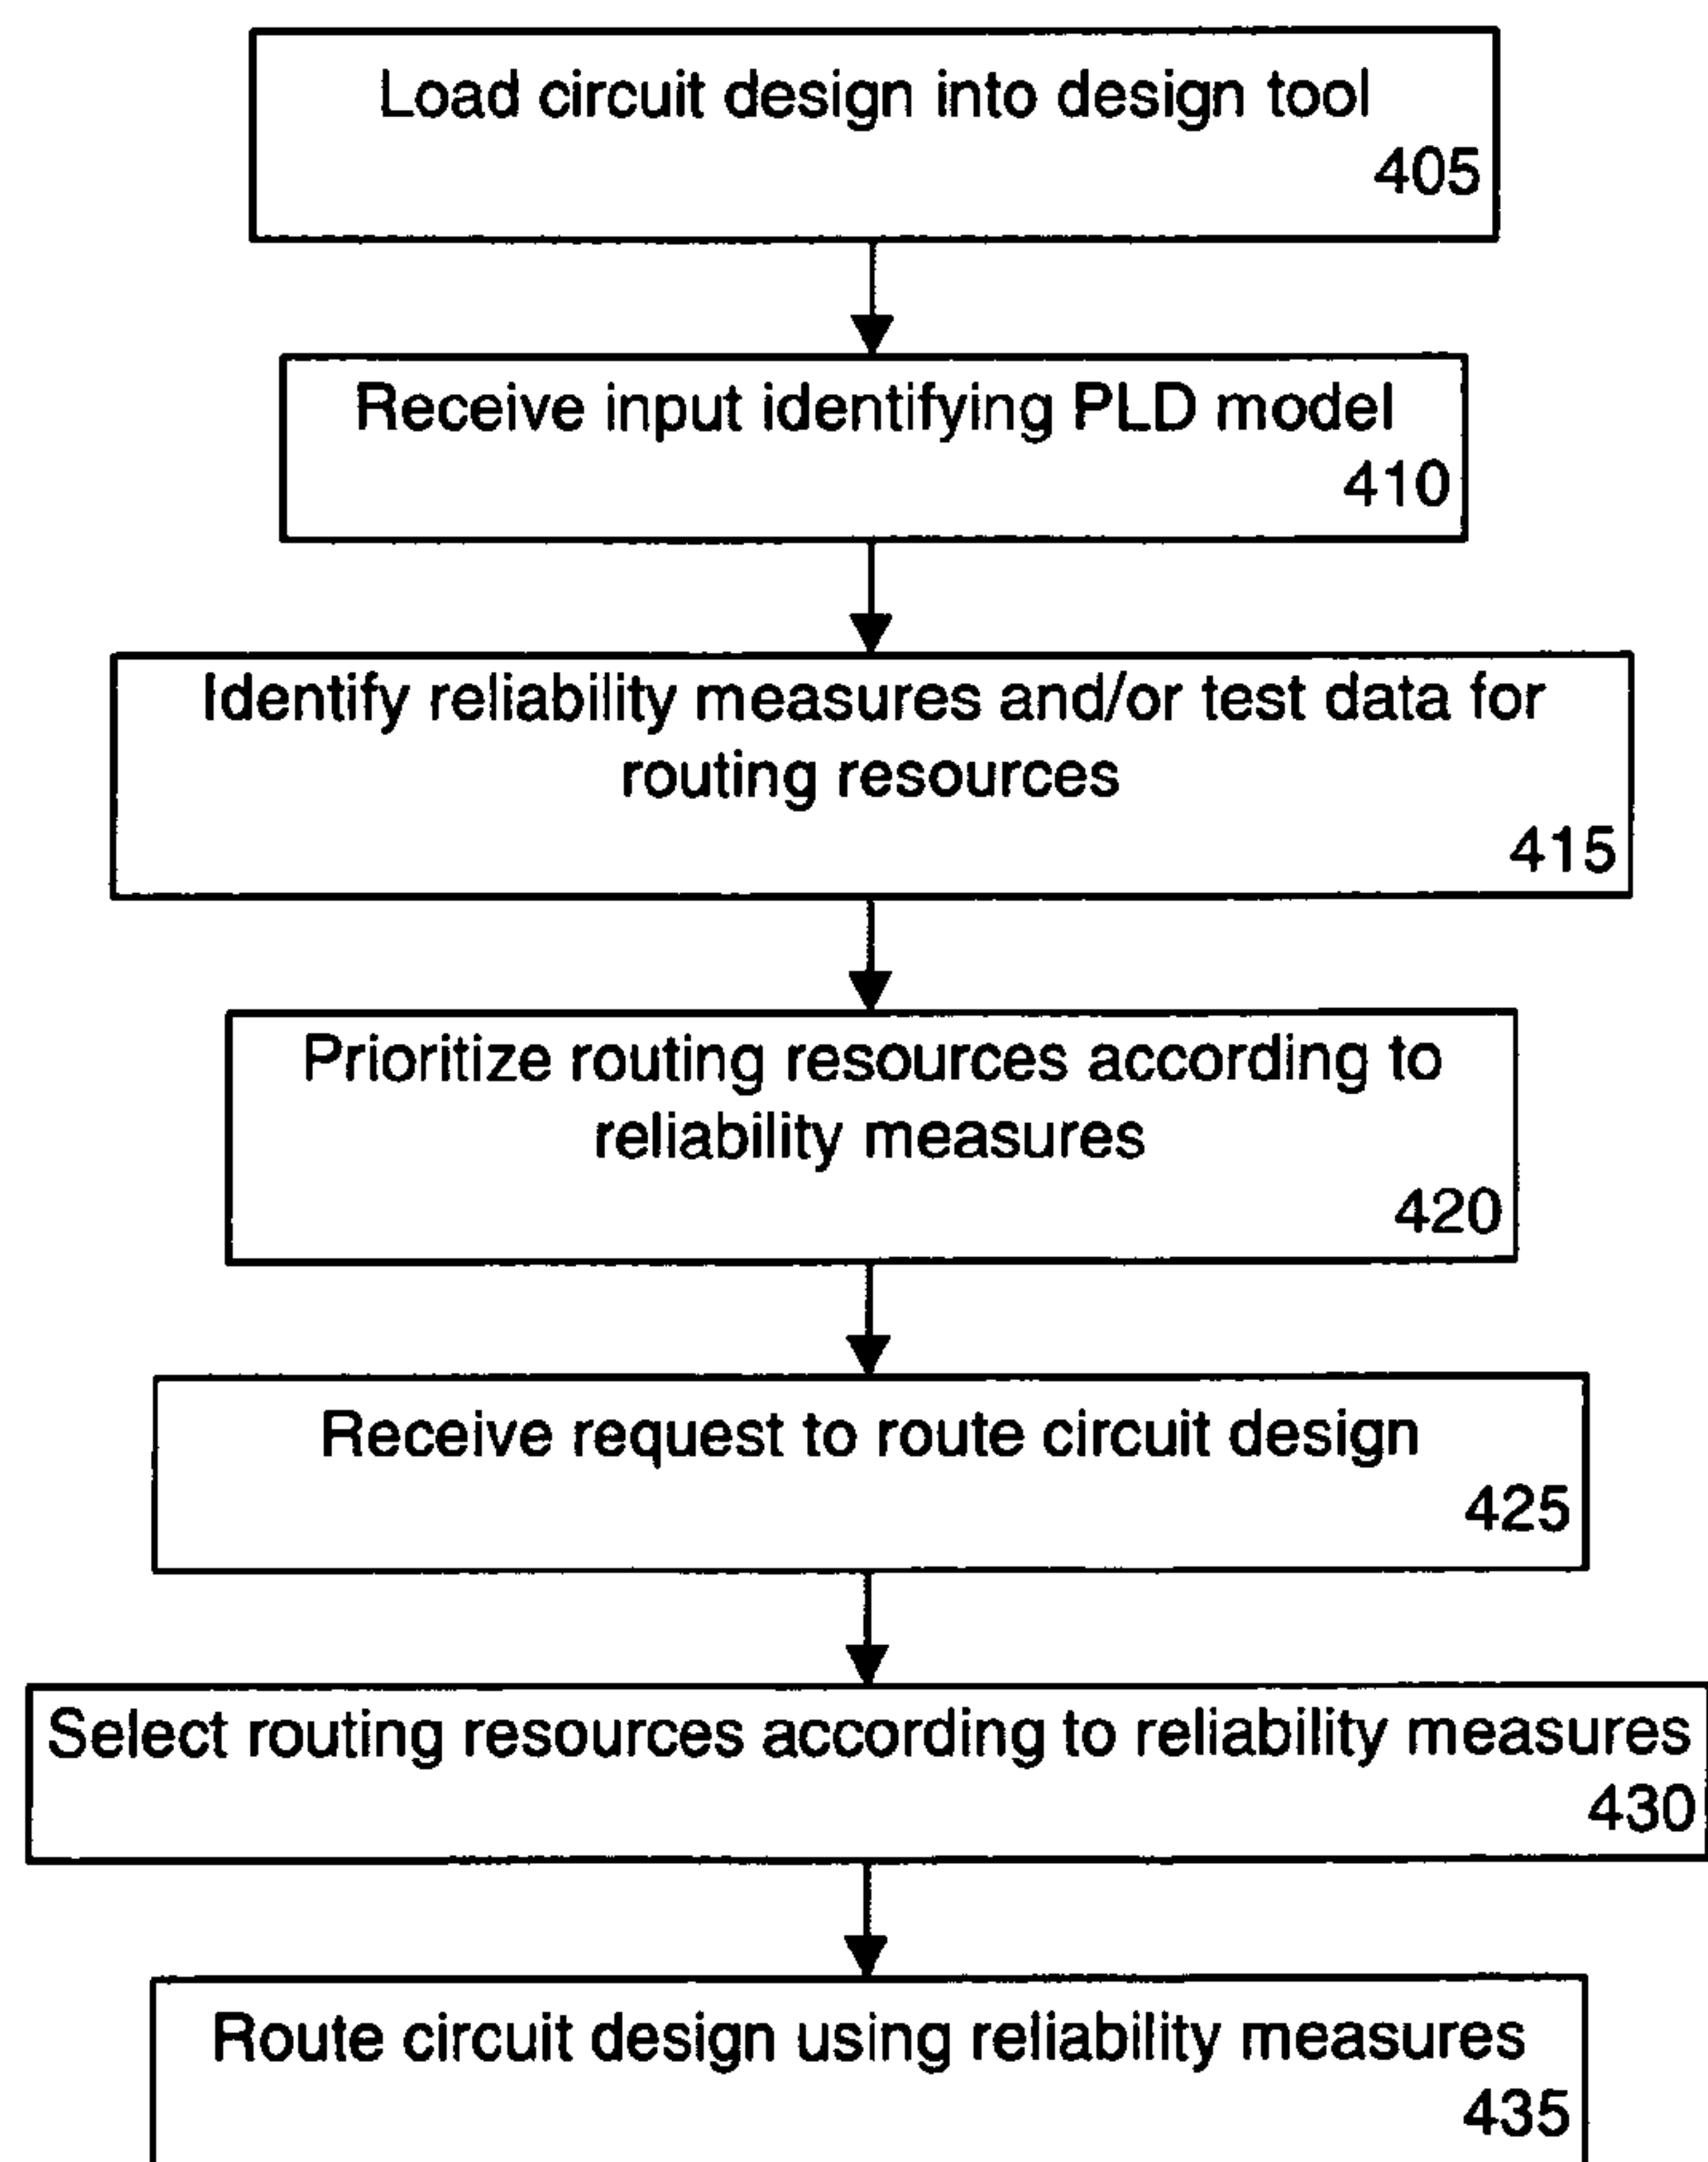 Load circuit design into design tool
405
Receive input identifying PLD model
410
Identify reliability measures and/or test data for
routing resources
415
Prioritize routing resources according to
reliability measures
420
Receive request to route circuit design
425
Select routing resources according to reliability measures
430
Route circuit design using reliability measures
435